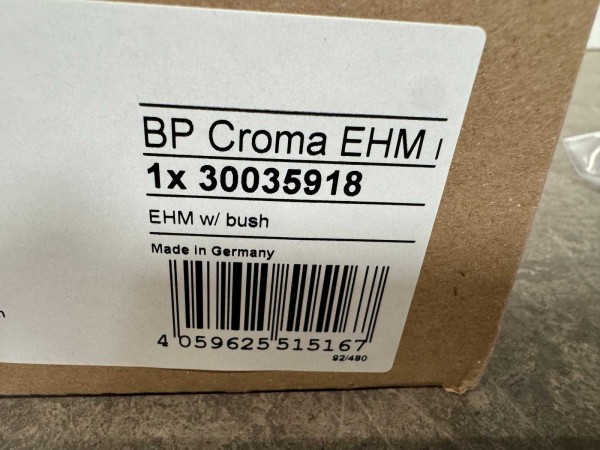 BP Croma EHM
1x 30035918
EHM w/ bush
Made in Germany
4 059625 515167
92/480